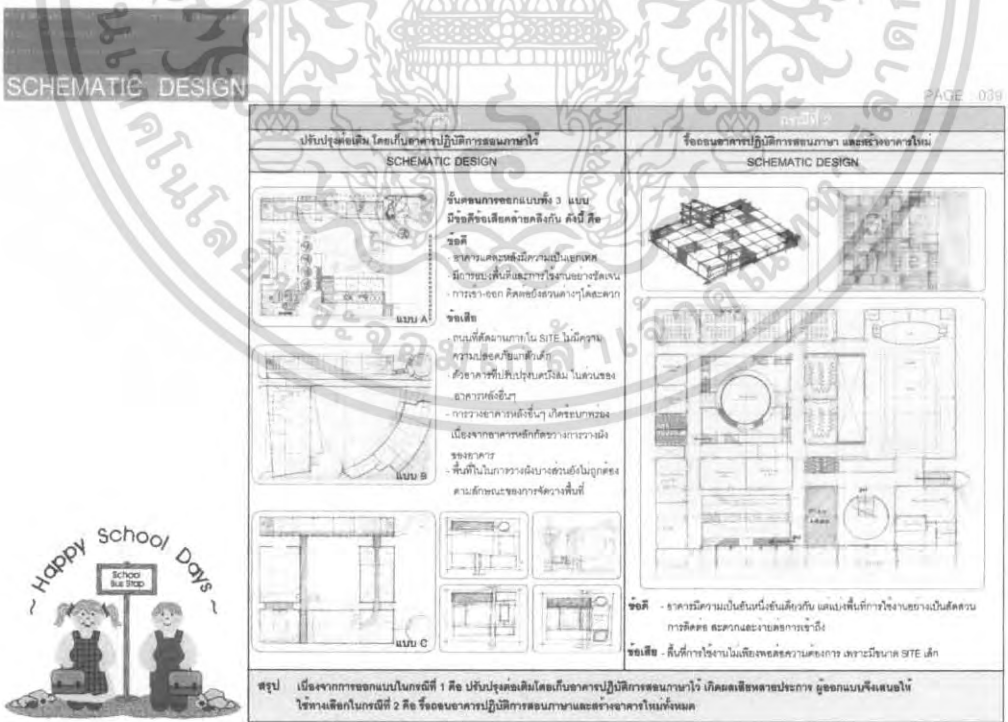 SCHEMATIC DESIGN
PAGE : 039
กรณีที่ 2
ปรับปรุงต่อเติม โดยเก็บอาคารปฏิบัติการสอนภาษาไว้
รื้อถอนอาคารปฏิบัติการสอนภาษา และสร้างอาคารใหม่
SCHEMATIC DESIGN
SCHEMATIC DESIGN
ขั้นตอนการออกแบบทั้ง 3 แบบ
มีข้อดีข้อเสียคล้ายคลึงกัน ดังนี้ คือ
ข้อดี
- อาคารแต่ละหลังมีความเป็นเอกเทศ
- มีการแบ่งพื้นที่และการใช้งานอย่างชัดเจน
- การเข้า-ออก ติดต่อยังส่วนต่างๆได้สะดวก
ข้อเสีย
- ถนนที่ตัดผ่านภายใน SITE ไม่มีความ
ความปลอดภัยแก่ตัวเด็ก
- ตัวอาคารที่ปรับปรุงบดบังลม ในส่วนของ
อาคารหลังอื่นๆ
- การวางอาคารหลังอื่นๆ เกิดข้อบกพร่อง
เนื่องจากอาคารหลักกีดขวางการวางผัง
ของอาคาร
- พื้นที่ในในการวางผังบางส่วนยังไม่ถูกต้อง
ตามลักษณะของการจัดวางพื้นที่
แบบ A
แบบ B
แบบ C
ข้อดี - อาคารมีความเป็นอันหนึ่งอันเดียวกัน แต่แบ่งพื้นที่การใช้งานอย่างเป็นสัดส่วน
การติดต่อ สะดวกและง่ายต่อการเข้าถึง
ข้อเสีย - พื้นที่การใช้งานไม่เพียงพอต่อความต้องการ เพราะมีขนาด SITE เล็ก
~ Happy School Days ~
School
Bus Stop
สรุป เนื่องจากการออกแบบในกรณีที่ 1 คือ ปรับปรุงต่อเติมโดยเก็บอาคารปฏิบัติการสอนภาษาไว้ เกิดผลเสียหลายประการ ผู้ออกแบบจึงเสนอให้
ใช้ทางเลือกในกรณีที่ 2 คือ รื้อถอนอาคารปฏิบัติการสอนภาษาและสร้างอาคารใหม่ทั้งหมด